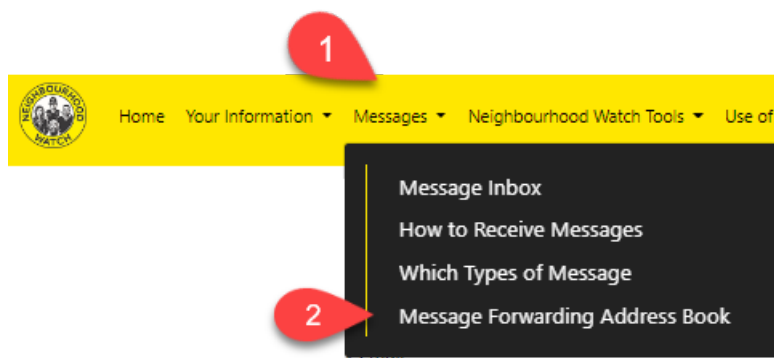 1
NEIGHBOURHOOD WATCH
Home Your Information Messages Neighbourhood Watch Tools Use of
Message Inbox
How to Receive Messages
Which Types of Message
2
Message Forwarding Address Book